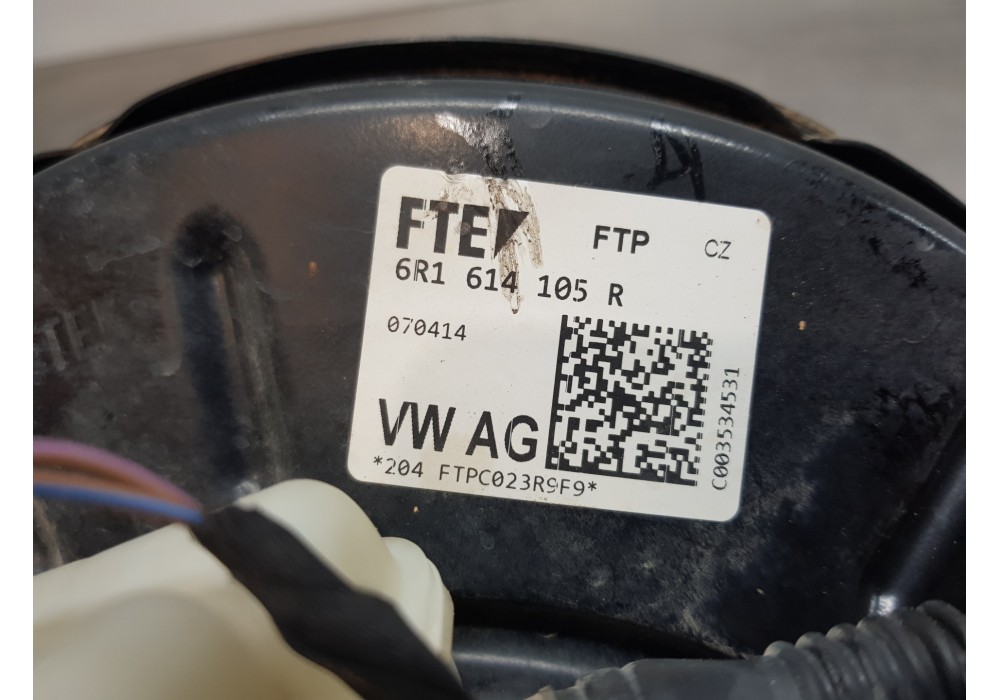 FTE FTP CZ
6R1 614 105 R
070414
VW AG
*204 FTPC023R9F9*
C003534531